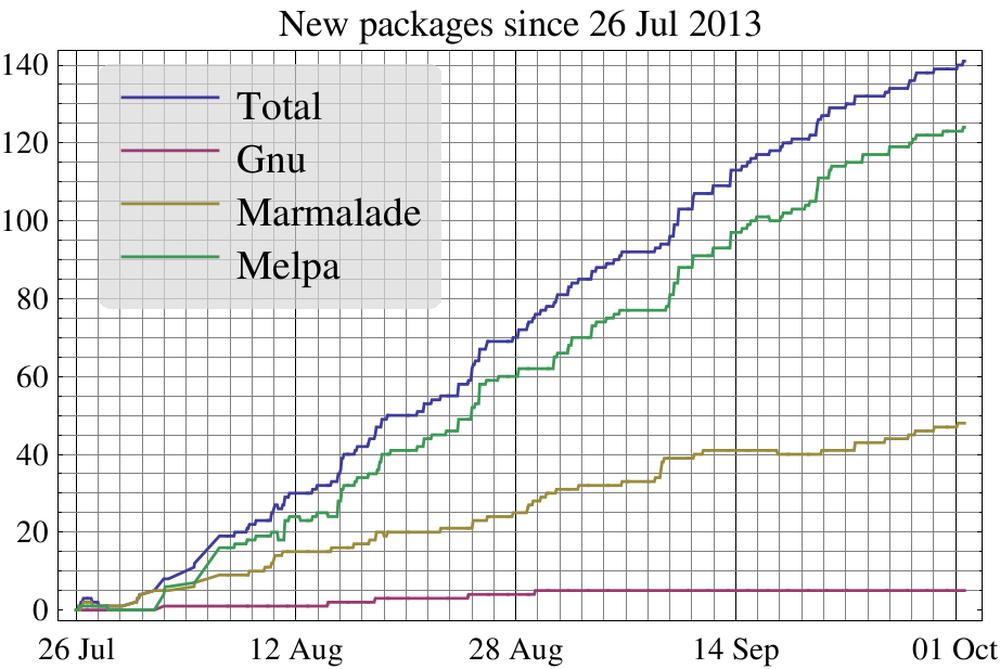 New packages since 26 Jul 2013
140
120
100
80
60
40
20
0
Total
Gnu
Marmalade
Melpa
26 Jul 12 Aug 28 Aug 14 Sep 01 Oct